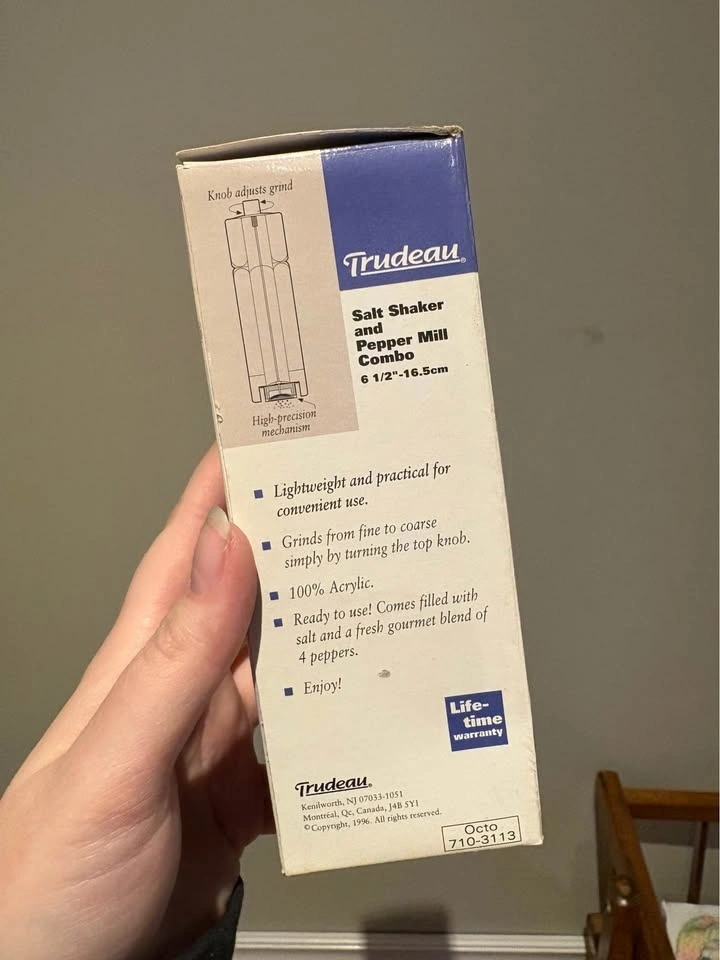 Knob adjusts grind
High-precision
mechanism
Trudeau®
Salt Shaker
and
Pepper Mill
Combo
6 1/2"-16.5cm
Lightweight and practical for
convenient use.
Grinds from fine to coarse
simply by turning the top knob.
100% Acrylic.
Ready to use! Comes filled with
salt and a fresh gourmet blend of
4 peppers.
Enjoy!
Life-
time
warranty
Trudeau®
Kenilworth, NJ 07033-1051
Montréal, Qc, Canada, J4B 5Y1
©Copyright, 1996. All rights reserved.
Octo
710-3113